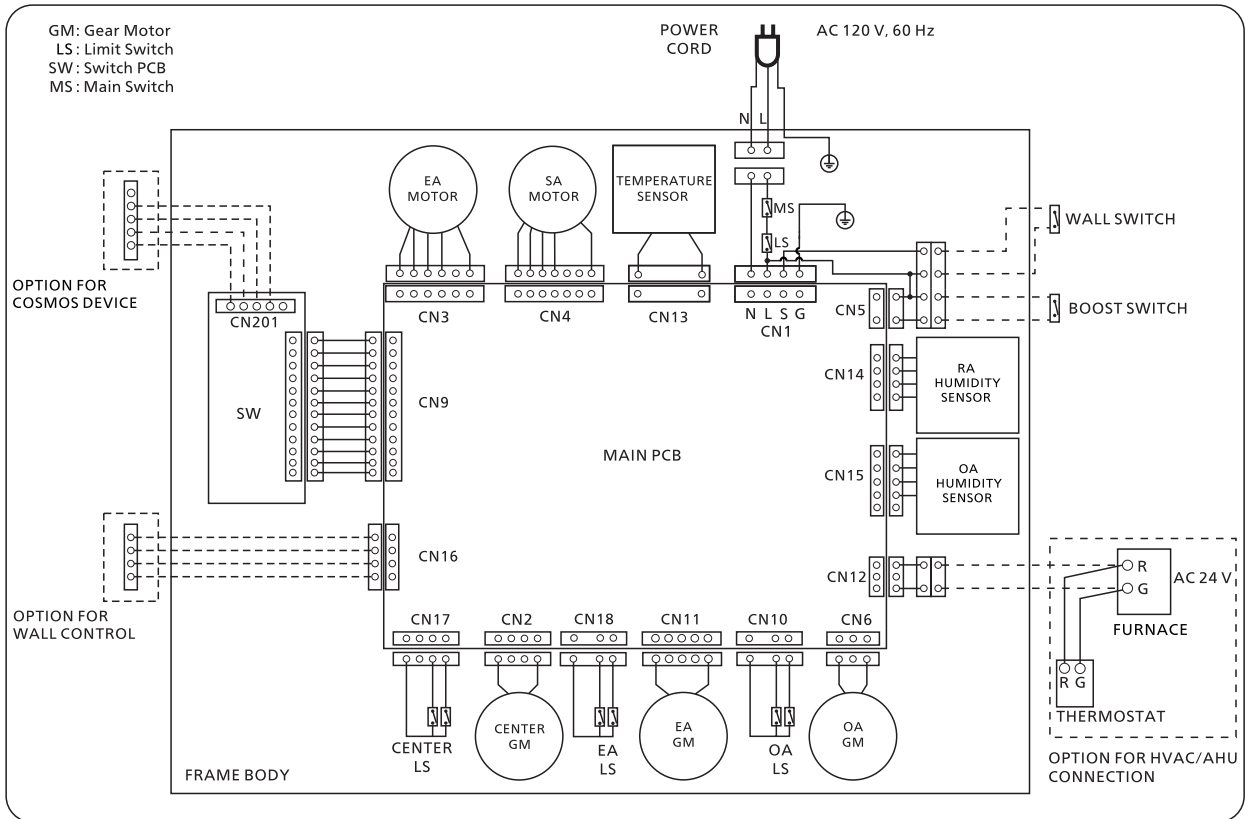 GM: Gear Motor
LS: Limit Switch
SW: Switch PCB
MS: Main Switch
POWER
CORD
AC 120 V, 60 Hz
N L
EA
MOTOR
SA
MOTOR
TEMPERATURE
SENSOR
MS
LS
WALL SWITCH
BOOST SWITCH
OPTION FOR
COSMOS DEVICE
CN201
CN3
CN4
CN13
N L S G
CN1
CN5
CN14
RA
HUMIDITY
SENSOR
SW
CN9
MAIN PCB
CN15
OA
HUMIDITY
SENSOR
CN16
CN12
R
G
AC 24 V
FURNACE
OPTION FOR
WALL CONTROL
CN17
CN2
CN18
CN11
CN10
CN6
R G
THERMOSTAT
CENTER
LS
CENTER
GM
EA
LS
EA
GM
OA
LS
OA
GM
FRAME BODY
OPTION FOR HVAC/AHU
CONNECTION